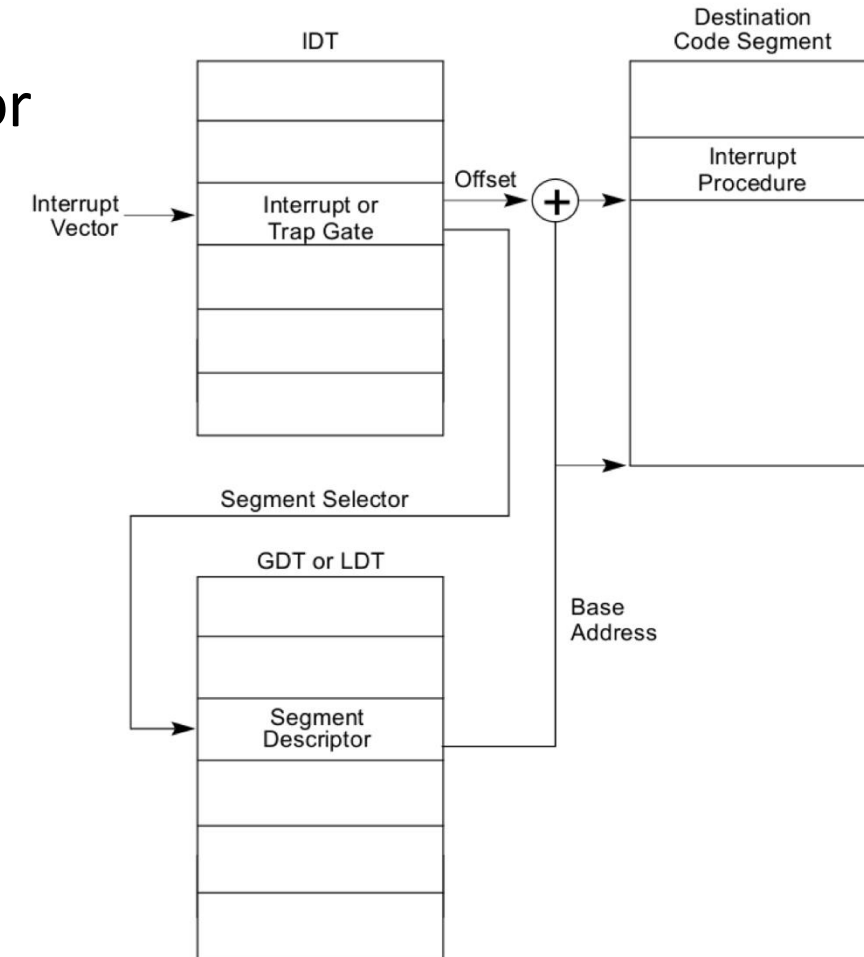 or
IDT
Destination
Code Segment
Interrupt
Vector
Interrupt or
Trap Gate
Offset
+
Interrupt
Procedure
Segment Selector
GDT or LDT
Base
Address
Segment
Descriptor